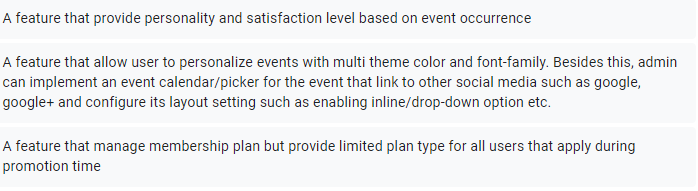 A feature that provide personality and satisfaction level based on event occurrence
A feature that allow user to personalize events with multi theme color and font-family. Besides this, admin
can implement an event calendar/picker for the event that link to other social media such as google,
google+ and configure its layout setting such as enabling inline/drop-down option etc.
A feature that manage membership plan but provide limited plan type for all users that apply during
promotion time